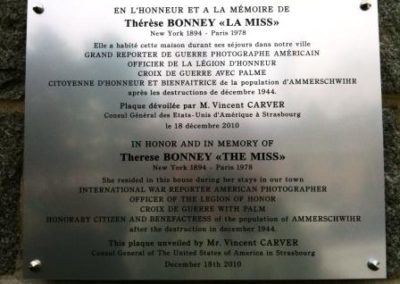 EN L'HONNEUR ET A LA MÉMOIRE DE
Thérèse BONNEY «LA MISS»
New York 1894 - Paris 1978
Elle a habité cette maison durant ses séjours dans notre ville
GRAND REPORTER DE GUERRE PHOTOGRAPHE AMÉRICAIN
OFFICIER DE LA LÉGION D'HONNEUR
CROIX DE GUERRE AVEC PALME
CITOYENNE D'HONNEUR ET BIENFAITRICE de la population d'AMMERSCHWIHR
après les destructions de décembre 1944.
Plaque dévoilée par M. Vincent CARVER
Consul Général des Etats-Unis d'Amérique à Strasbourg
le 18 décembre 2010
IN HONOR AND IN MEMORY OF
Therese BONNEY «THE MISS»
New York 1894 - Paris 1978
She resided in this house during her stays in our town
INTERNATIONAL WAR REPORTER AMERICAN PHOTOGRAPHER
OFFICER OF THE LEGION OF HONOR
CROIX DE GUERRE WITH PALM
HONORARY CITIZEN AND BENEFACTRESS of the population of AMMERSCHWIHR
after the destruction in december 1944.
This plaque unveiled by Mr. Vincent CARVER
Consul General of The United States of America in Strasbourg
December 18th 2010